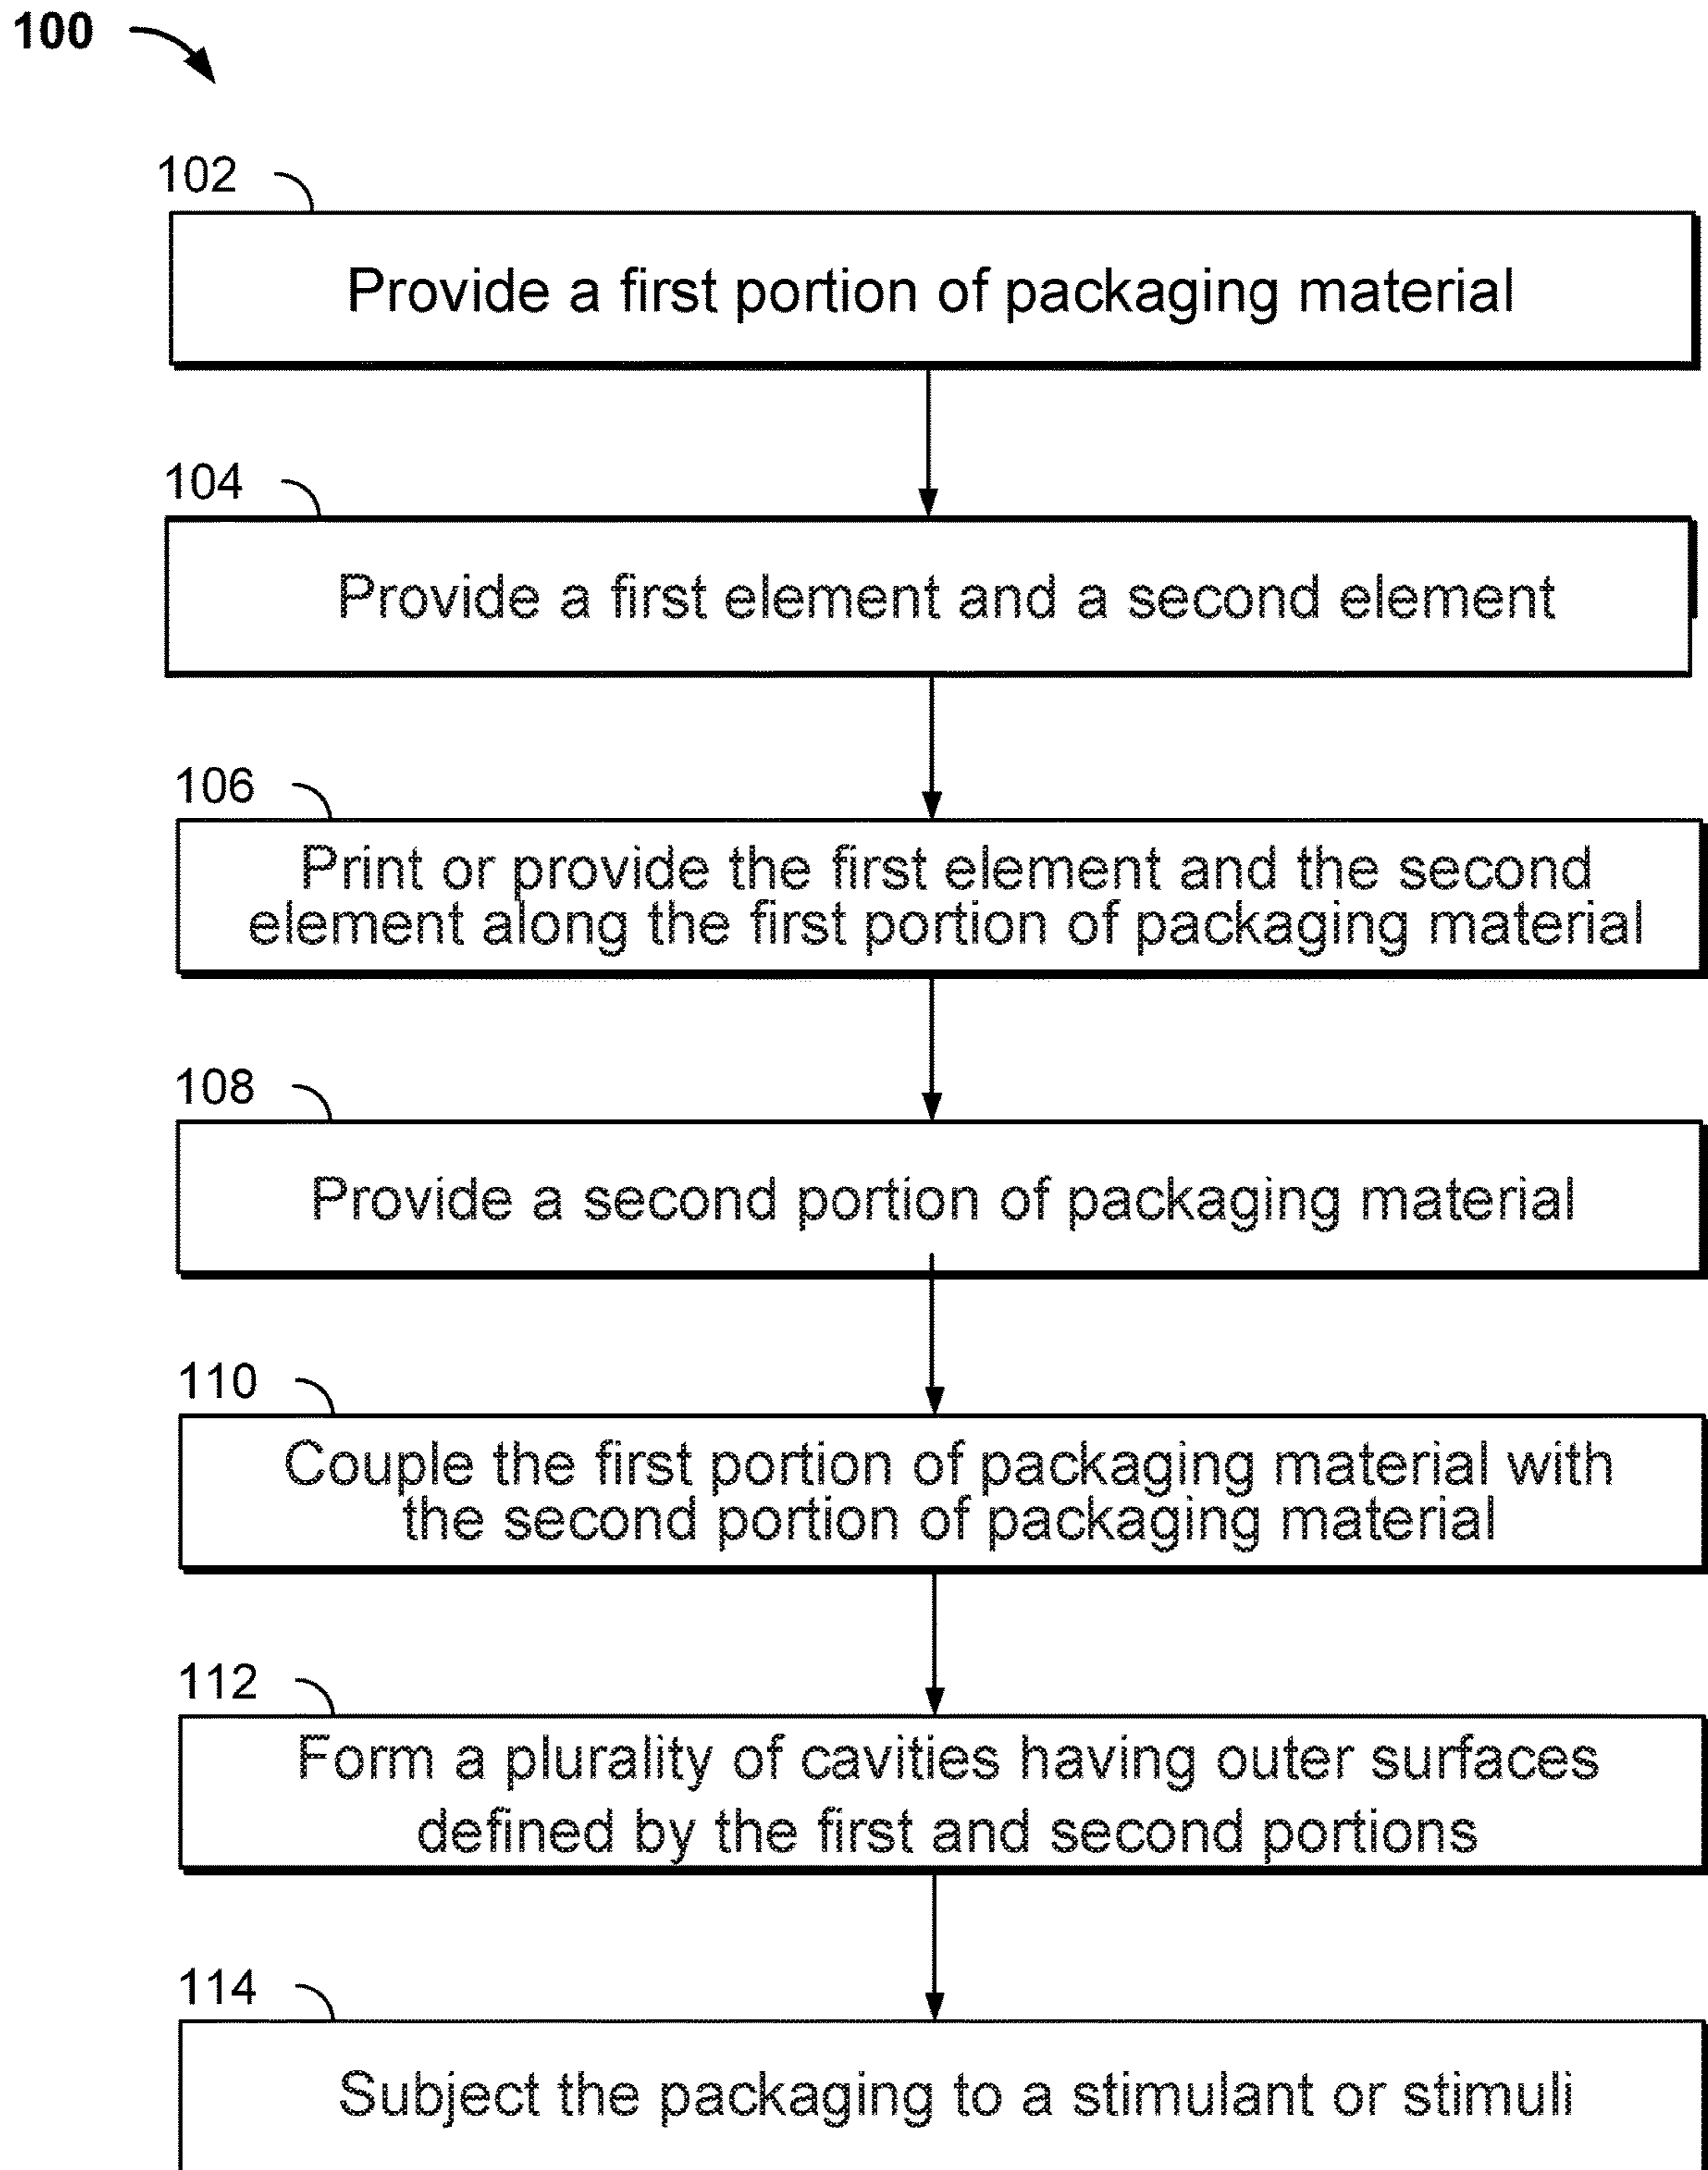 100
102
Provide a first portion of packaging material
104
Provide a first element and a second element
106
Print or provide the first element and the second
element along the first portion of packaging material
108
Provide a second portion of packaging material
110
Couple the first portion of packaging material with
the second portion of packaging material
112
Form a plurality of cavities having outer surfaces
defined by the first and second portions
114
Subject the packaging to a stimulant or stimuli